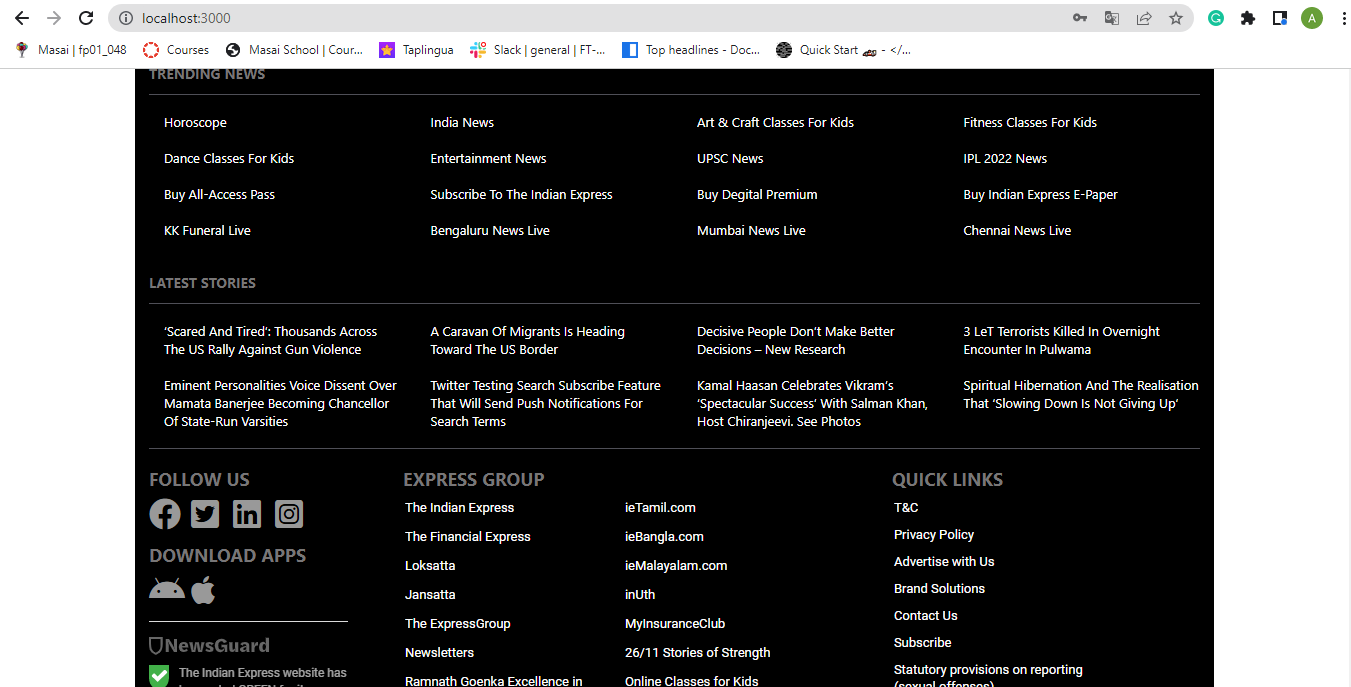 localhost:3000
A
Masai | fp01_048
Courses
Masai School | Cour...
Taplingua
Slack | general | FT-...
Top headlines - Doc...
Quick Start 🏎️ - </...
TRENDING NEWS
Horoscope
India News
Art & Craft Classes For Kids
Fitness Classes For Kids
Dance Classes For Kids
Entertainment News
UPSC News
IPL 2022 News
Buy All-Access Pass
Subscribe To The Indian Express
Buy Degital Premium
Buy Indian Express E-Paper
KK Funeral Live
Bengaluru News Live
Mumbai News Live
Chennai News Live
LATEST STORIES
‘Scared And Tired’: Thousands Across
The US Rally Against Gun Violence
A Caravan Of Migrants Is Heading
Toward The US Border
Decisive People Don’t Make Better
Decisions – New Research
3 LeT Terrorists Killed In Overnight
Encounter In Pulwama
Eminent Personalities Voice Dissent Over
Mamata Banerjee Becoming Chancellor
Of State-Run Varsities
Twitter Testing Search Subscribe Feature
That Will Send Push Notifications For
Search Terms
Kamal Haasan Celebrates Vikram’s
‘Spectacular Success’ With Salman Khan,
Host Chiranjeevi. See Photos
Spiritual Hibernation And The Realisation
That ‘Slowing Down Is Not Giving Up’
FOLLOW US
DOWNLOAD APPS
NewsGuard
The Indian Express website has
EXPRESS GROUP
The Indian Express
The Financial Express
Loksatta
Jansatta
The ExpressGroup
Newsletters
Ramnath Goenka Excellence in
ieTamil.com
ieBangla.com
ieMalayalam.com
inUth
MyInsuranceClub
26/11 Stories of Strength
Online Classes for Kids
QUICK LINKS
T&C
Privacy Policy
Advertise with Us
Brand Solutions
Contact Us
Subscribe
Statutory provisions on reporting
(sexual offenses)